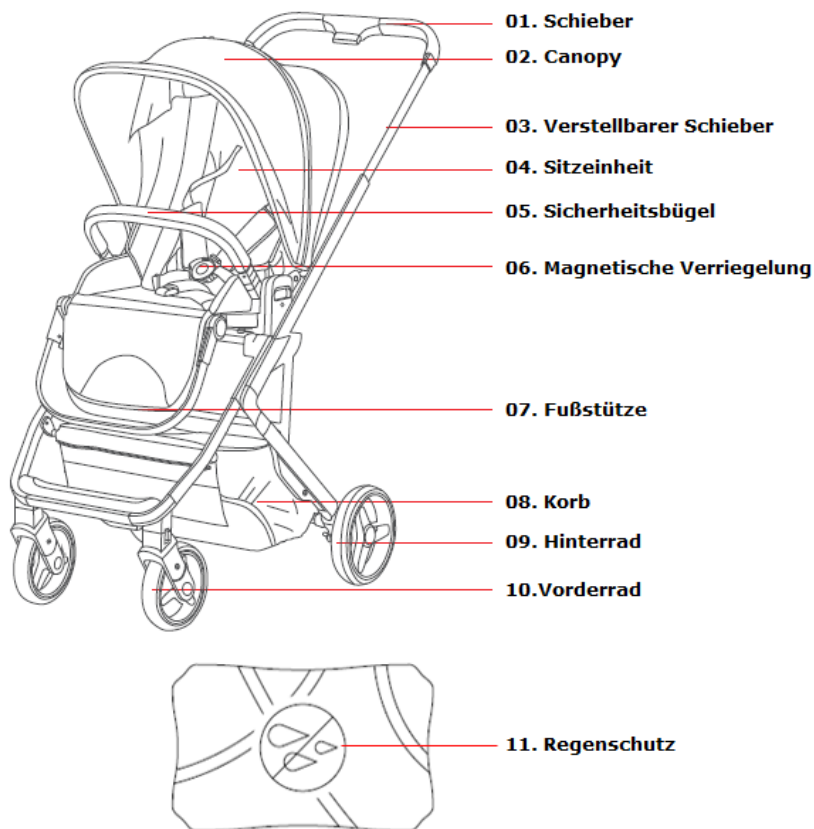 01. Schieber
02. Canopy
03. Verstellbarer Schieber
04. Sitzeinheit
05. Sicherheitsbügel
06. Magnetische Verriegelung
07. Fußstütze
08. Korb
09. Hinterrad
10.Vorderrad
11. Regenschutz